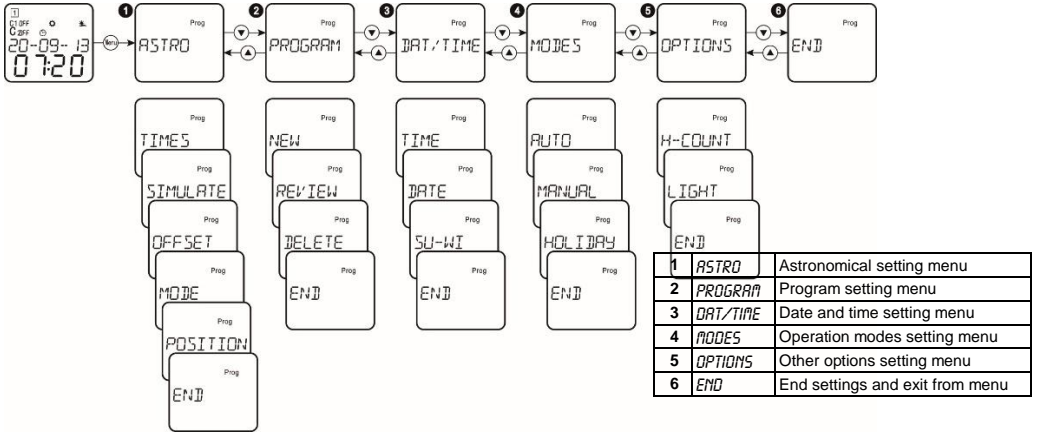 1
C1 OFF
C2 OFF
20-09-13
07:20
Menu
1
Prog
ASTRO
2
Prog
PROGRAM
3
Prog
DAT/TIME
4
Prog
MODES
5
Prog
OPTIONS
6
Prog
END
Prog
TIMES
Prog
SIMULATE
Prog
OFFSET
Prog
MODE
Prog
POSITION
Prog
END
Prog
NEW
Prog
REVIEW
Prog
DELETE
Prog
END
Prog
TIME
Prog
DATE
Prog
SU-WI
Prog
END
Prog
AUTO
Prog
MANUAL
Prog
HOLIDAY
Prog
END
Prog
H-COUNT
Prog
LIGHT
Prog
END
1 ASTRO Astronomical setting menu
2 PROGRAM Program setting menu
3 DAT/TIME Date and time setting menu
4 MODES Operation modes setting menu
5 OPTIONS Other options setting menu
6 END End settings and exit from menu